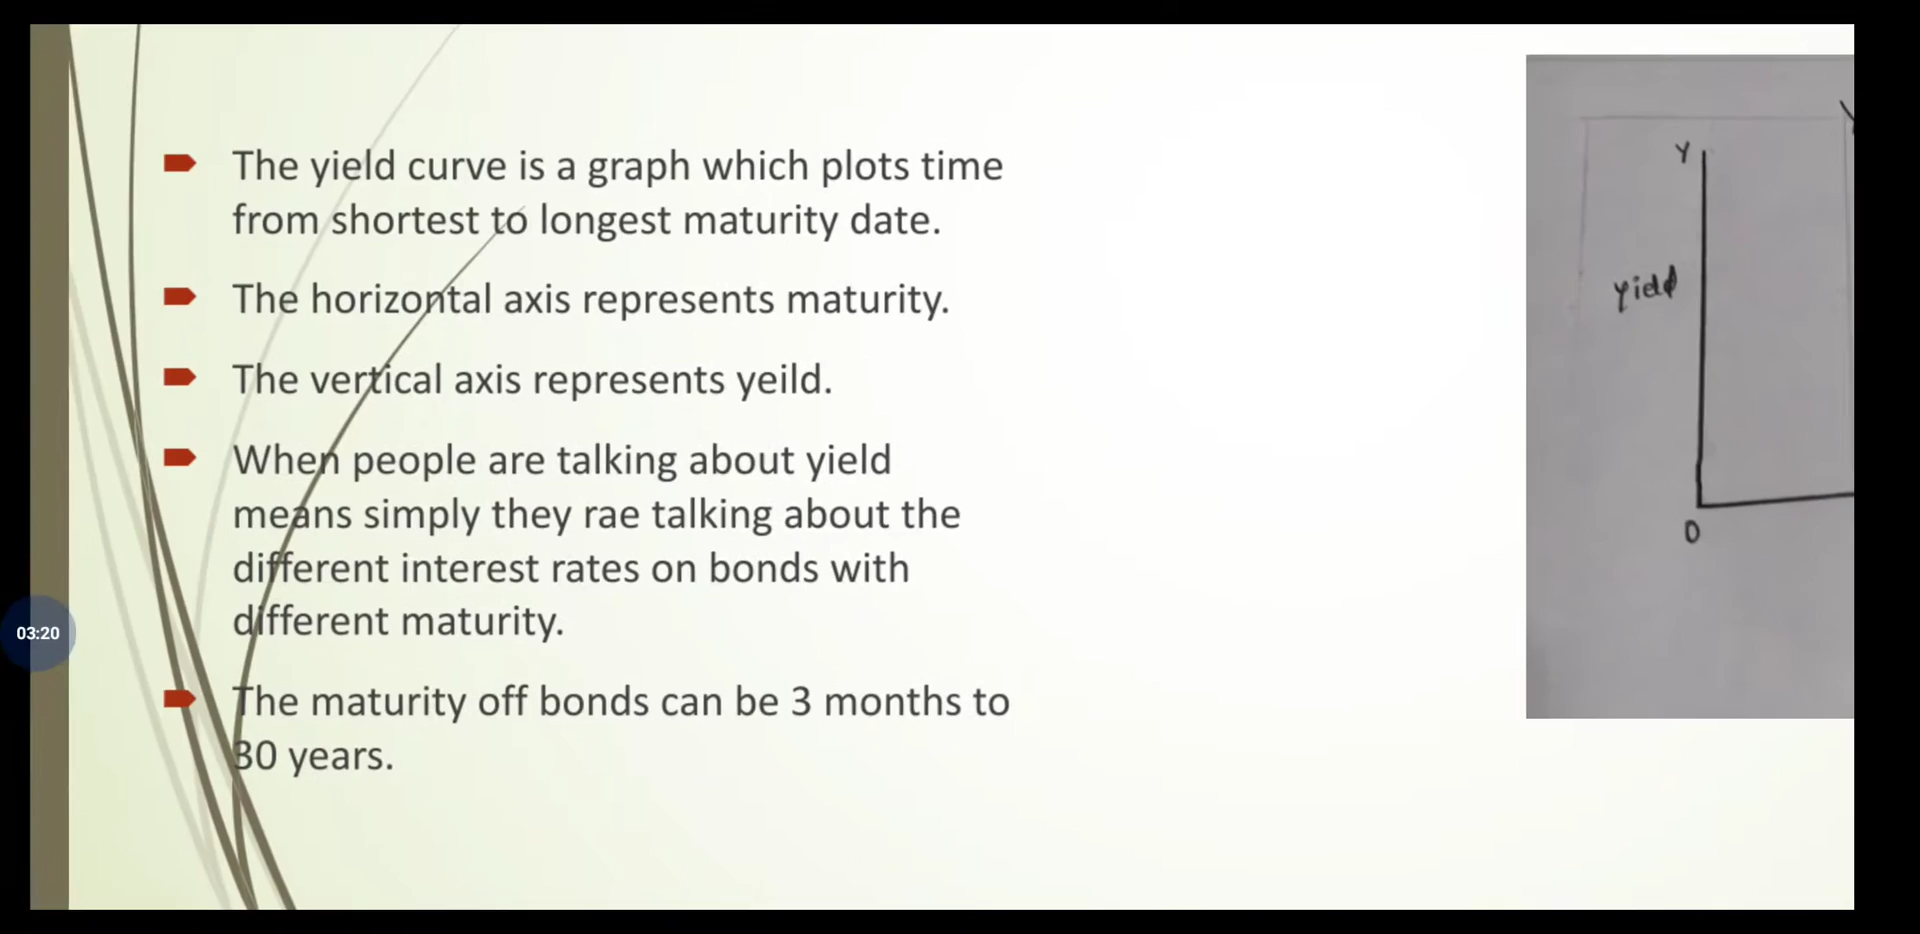 The yield curve is a graph which plots time
from shortest to longest maturity date.
The horizontal axis represents maturity.
The vertical axis represents yeild.
When people are talking about yield
means simply they rae talking about the
different interest rates on bonds with
different maturity.
The maturity off bonds can be 3 months to
30 years.
Y
yield
0
03:20